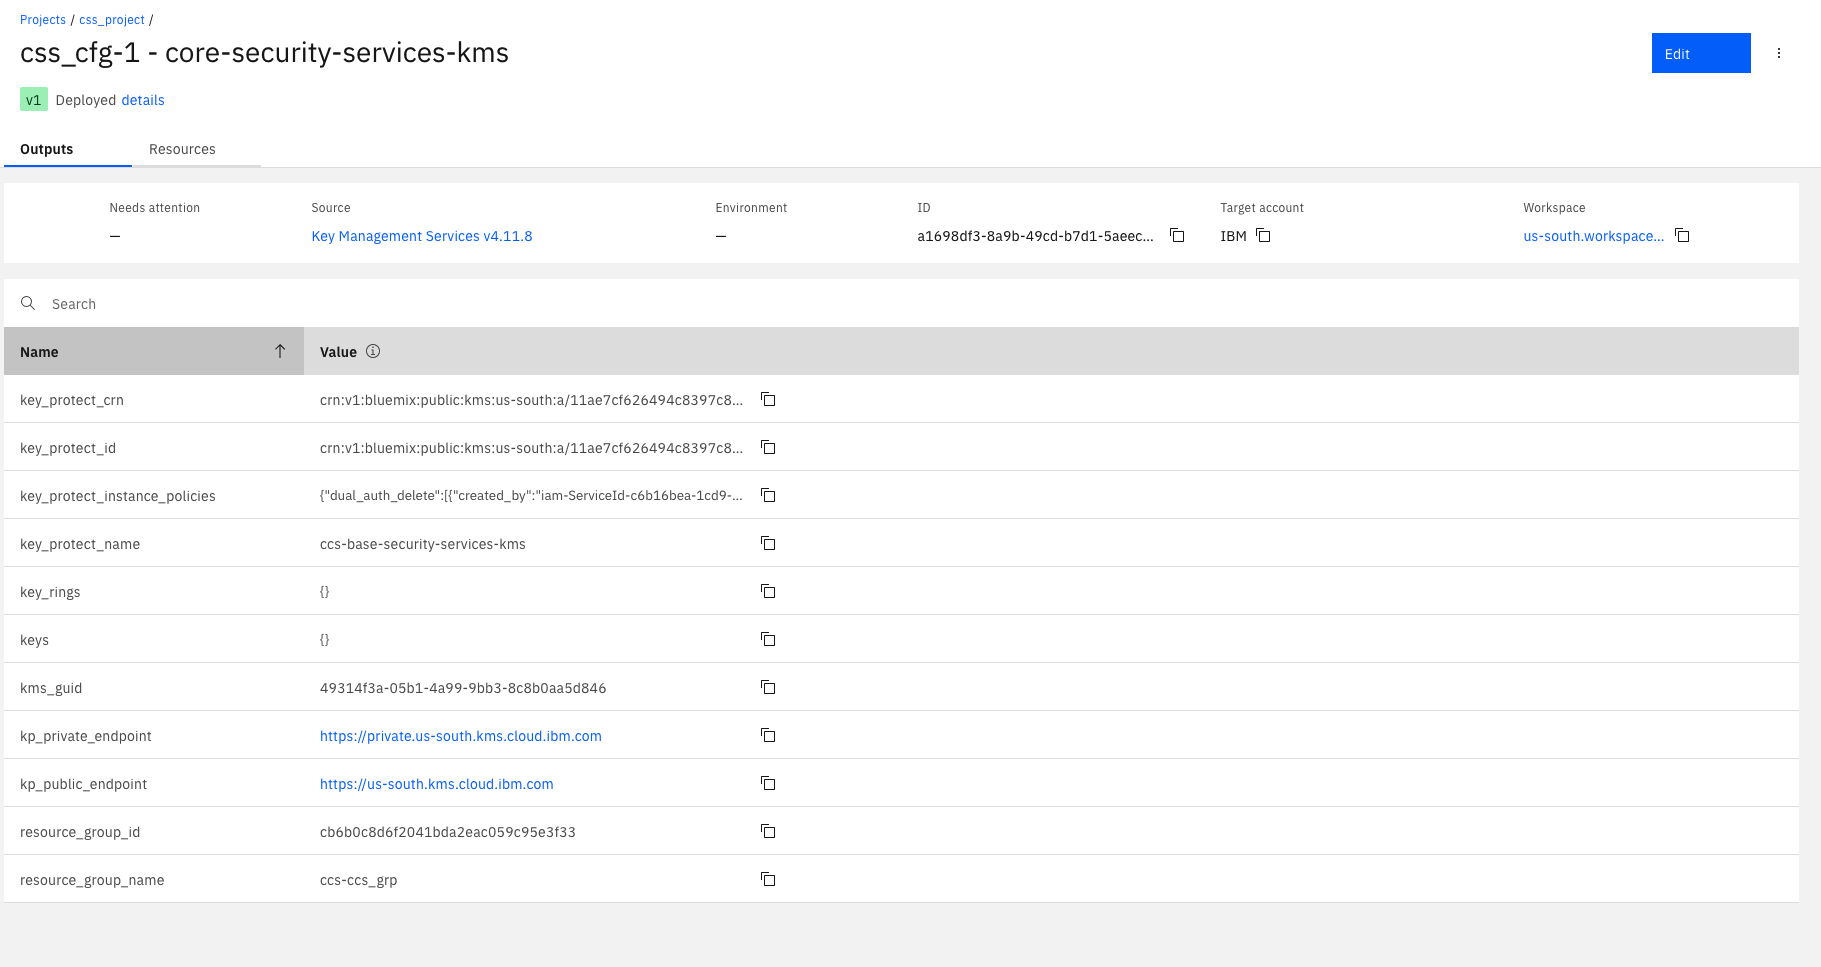 Projects / css_project /
css_cfg-1 - core-security-services-kms
Edit
v1 Deployed details
Outputs Resources
Needs attention Source Environment ID Target account Workspace
– Key Management Services v4.11.8 – a1698df3-8a9b-49cd-b7d1-5aeec... IBM us-south.workspace...
Search
Name Value
key_protect_crn crn:v1:bluemix:public:kms:us-south:a/11ae7cf626494c8397c8...
key_protect_id crn:v1:bluemix:public:kms:us-south:a/11ae7cf626494c8397c8...
key_protect_instance_policies {"dual_auth_delete":[{"created_by":"iam-ServiceId-c6b16bea-1cd9-...
key_protect_name ccs-base-security-services-kms
key_rings {}
keys {}
kms_guid 49314f3a-05b1-4a99-9bb3-8c8b0aa5d846
kp_private_endpoint https://private.us-south.kms.cloud.ibm.com
kp_public_endpoint https://us-south.kms.cloud.ibm.com
resource_group_id cb6b0c8d6f2041bda2eac059c95e3f33
resource_group_name ccs-ccs_grp